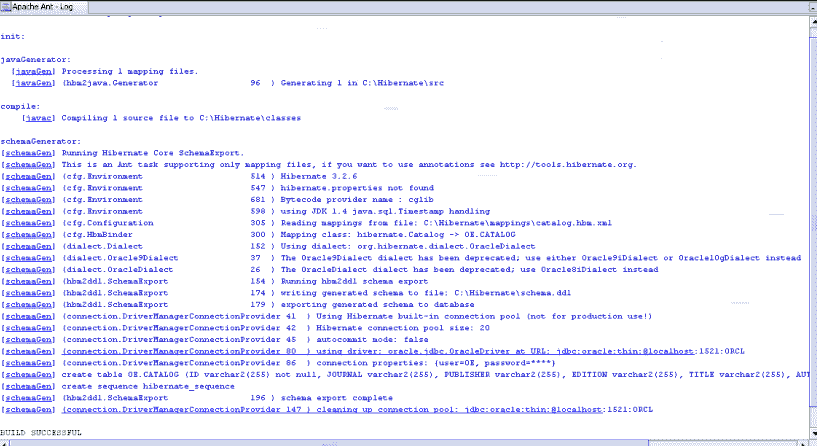 Apache Ant - Log
init:
javaGenerator:
[javaGen] Processing 1 mapping files.
[javaGen] (hbm2java.Generator 96 ) Generating 1 in C:\Hibernate\src
compile:
[javac] Compiling 1 source file to C:\Hibernate\classes
schemaGenerator:
[schemaGen] Running Hibernate Core SchemaExport.
[schemaGen] This is an Ant task supporting only mapping files, if you want to use annotations see http://tools.hibernate.org.
[schemaGen] (cfg.Environment 514 ) Hibernate 3.2.6
[schemaGen] (cfg.Environment 547 ) hibernate.properties not found
[schemaGen] (cfg.Environment 681 ) Bytecode provider name : cglib
[schemaGen] (cfg.Environment 598 ) using JDK 1.4 java.sql.Timestamp handling
[schemaGen] (cfg.Configuration 305 ) Reading mappings from file: C:\Hibernate\mappings\catalog.hbm.xml
[schemaGen] (cfg.HbmBinder 300 ) Mapping class: hibernate.Catalog -> OE.CATALOG
[schemaGen] (dialect.Dialect 152 ) Using dialect: org.hibernate.dialect.OracleDialect
[schemaGen] (dialect.Oracle9Dialect 37 ) The Oracle9Dialect dialect has been deprecated; use either Oracle9iDialect or Oracle10gDialect instead
[schemaGen] (dialect.OracleDialect 26 ) The OracleDialect dialect has been deprecated; use Oracle8iDialect instead
[schemaGen] (hbm2ddl.SchemaExport 154 ) Running hbm2ddl schema export
[schemaGen] (hbm2ddl.SchemaExport 174 ) writing generated schema to file: C:\Hibernate\schema.ddl
[schemaGen] (hbm2ddl.SchemaExport 179 ) exporting generated schema to database
[schemaGen] (connection.DriverManagerConnectionProvider 41 ) Using Hibernate built-in connection pool (not for production use!)
[schemaGen] (connection.DriverManagerConnectionProvider 42 ) Hibernate connection pool size: 20
[schemaGen] (connection.DriverManagerConnectionProvider 45 ) autocommit mode: false
[schemaGen] (connection.DriverManagerConnectionProvider 80 ) using driver: oracle.jdbc.OracleDriver at URL: jdbc:oracle:thin:@localhost:1521:ORCL
[schemaGen] (connection.DriverManagerConnectionProvider 86 ) connection properties: {user=OE, password=****}
[schemaGen] create table OE.CATALOG (ID varchar2(255) not null, JOURNAL varchar2(255), PUBLISHER varchar2(255), EDITION varchar2(255), TITLE varchar2(255), AUT
[schemaGen] create sequence hibernate_sequence
[schemaGen] (hbm2ddl.SchemaExport 196 ) schema export complete
[schemaGen] (connection.DriverManagerConnectionProvider 147 ) cleaning up connection pool: jdbc:oracle:thin:@localhost:1521:ORCL
BUILD SUCCESSFUL